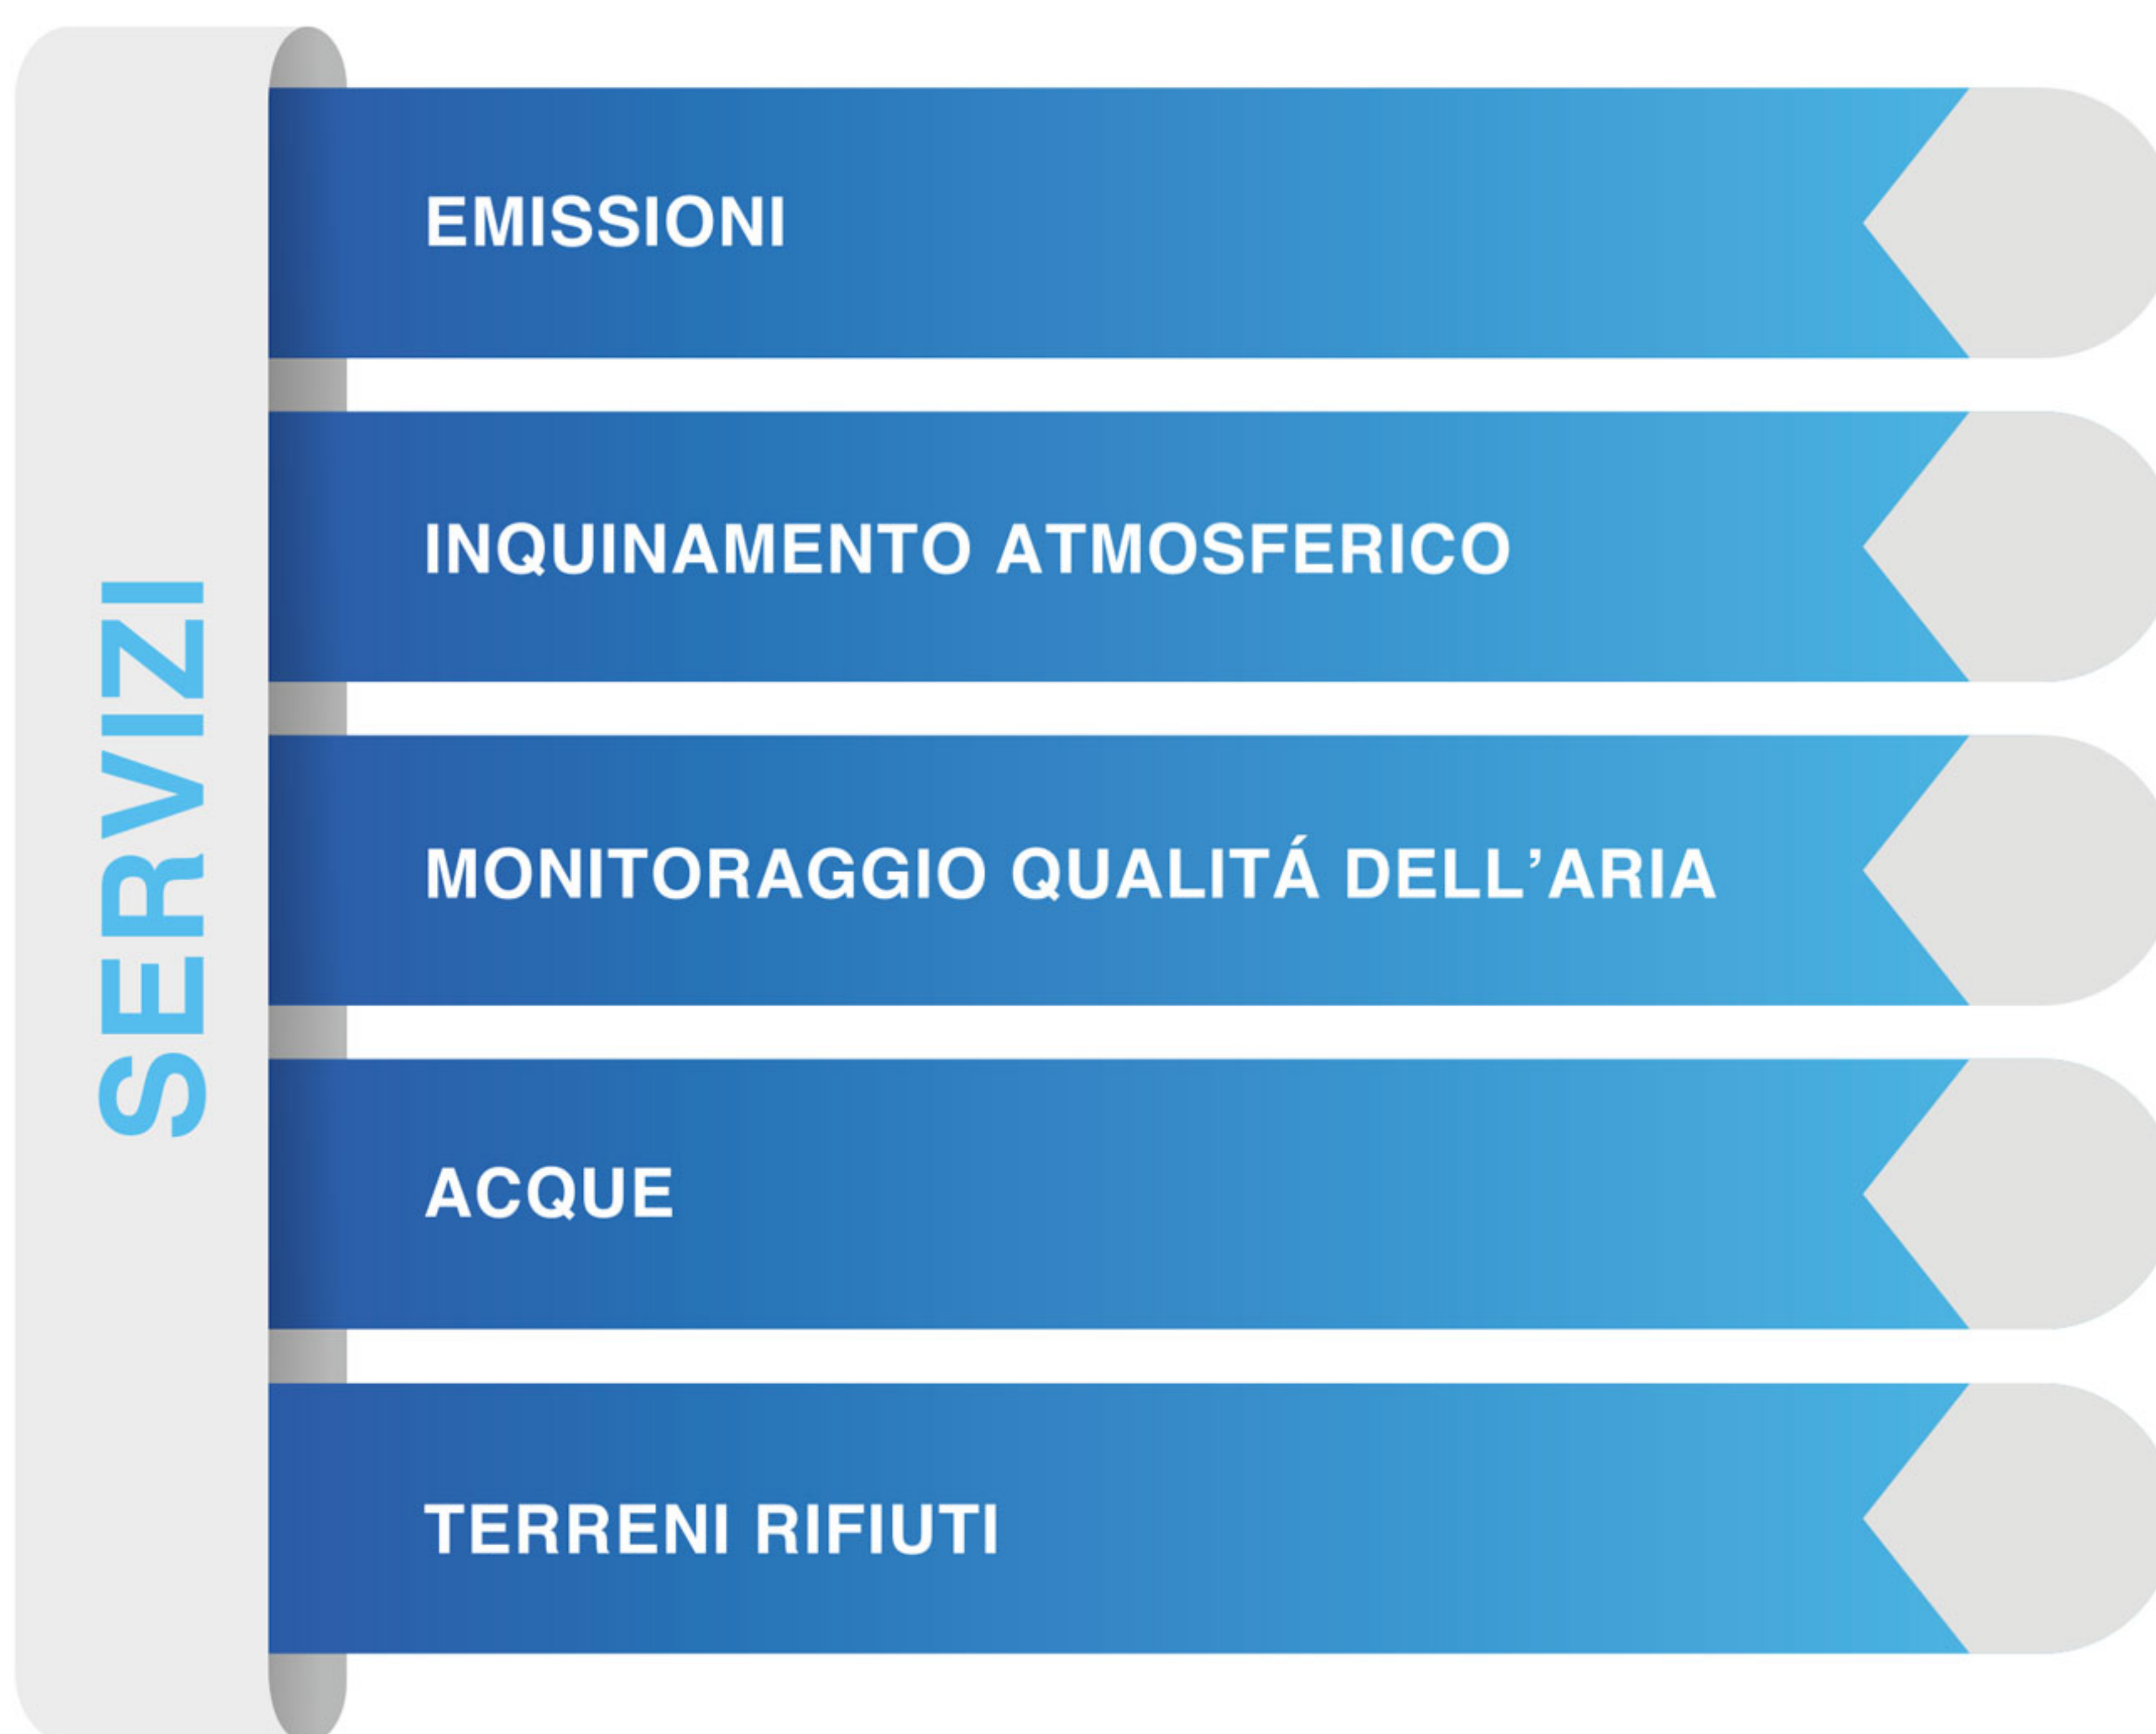 SERVIZI
EMISSIONI
INQUINAMENTO ATMOSFERICO
MONITORAGGIO QUALITÁ DELL’ARIA
ACQUE
TERRENI RIFIUTI